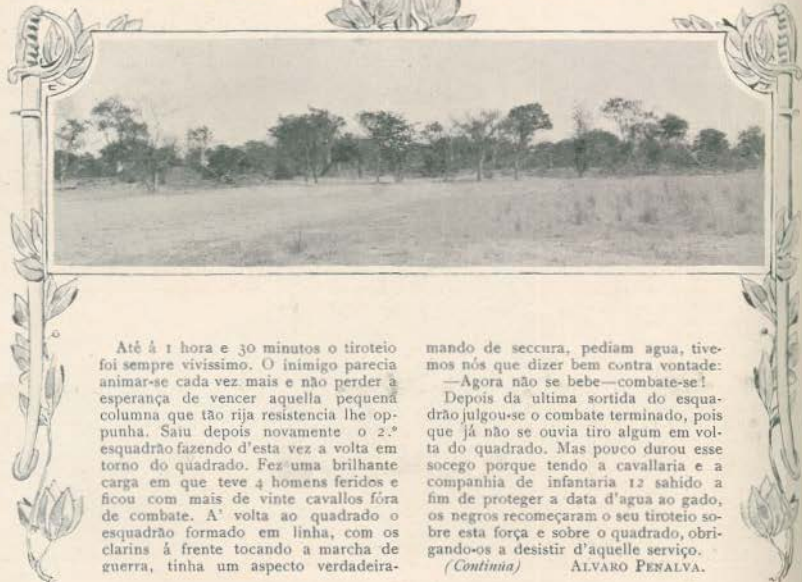 Até á 1 hora e 30 minutos o tiroteio
foi sempre vivissimo. O inimigo parecia
animar-se cada vez mais e não perder a
esperança de vencer aquella pequena
columna que tão rija resistencia lhe op-
punha. Saiu depois novamente o 2.º
esquadrão fazendo d'esta vez a volta em
torno do quadrado. Fez uma brilhante
carga em que teve 4 homens feridos e
ficou com mais de vinte cavallos fóra
de combate. A' volta ao quadrado o
esquadrão formado em linha, com os
clarins á frente tocando a marcha de
guerra, tinha um aspecto verdadeira-
mando de seccura, pediam agua, tive-
mos nós que dizer bem contra vontade:
—Agora não se bebe—combate-se!
Depois da ultima sortida do esqua-
drão julgou-se o combate terminado, pois
que já não se ouvia tiro algum em vol-
ta do quadrado. Mas pouco durou esse
socego porque tendo a cavallaria e a
companhia de infantaria 12 sahido a
fim de proteger a data d'agua ao gado,
os negros recomeçaram o seu tiroteio so-
bre esta força e sobre o quadrado, obri-
gando-os a desistir d'aquelle serviço.
(Continúa) ALVARO PENALVA.